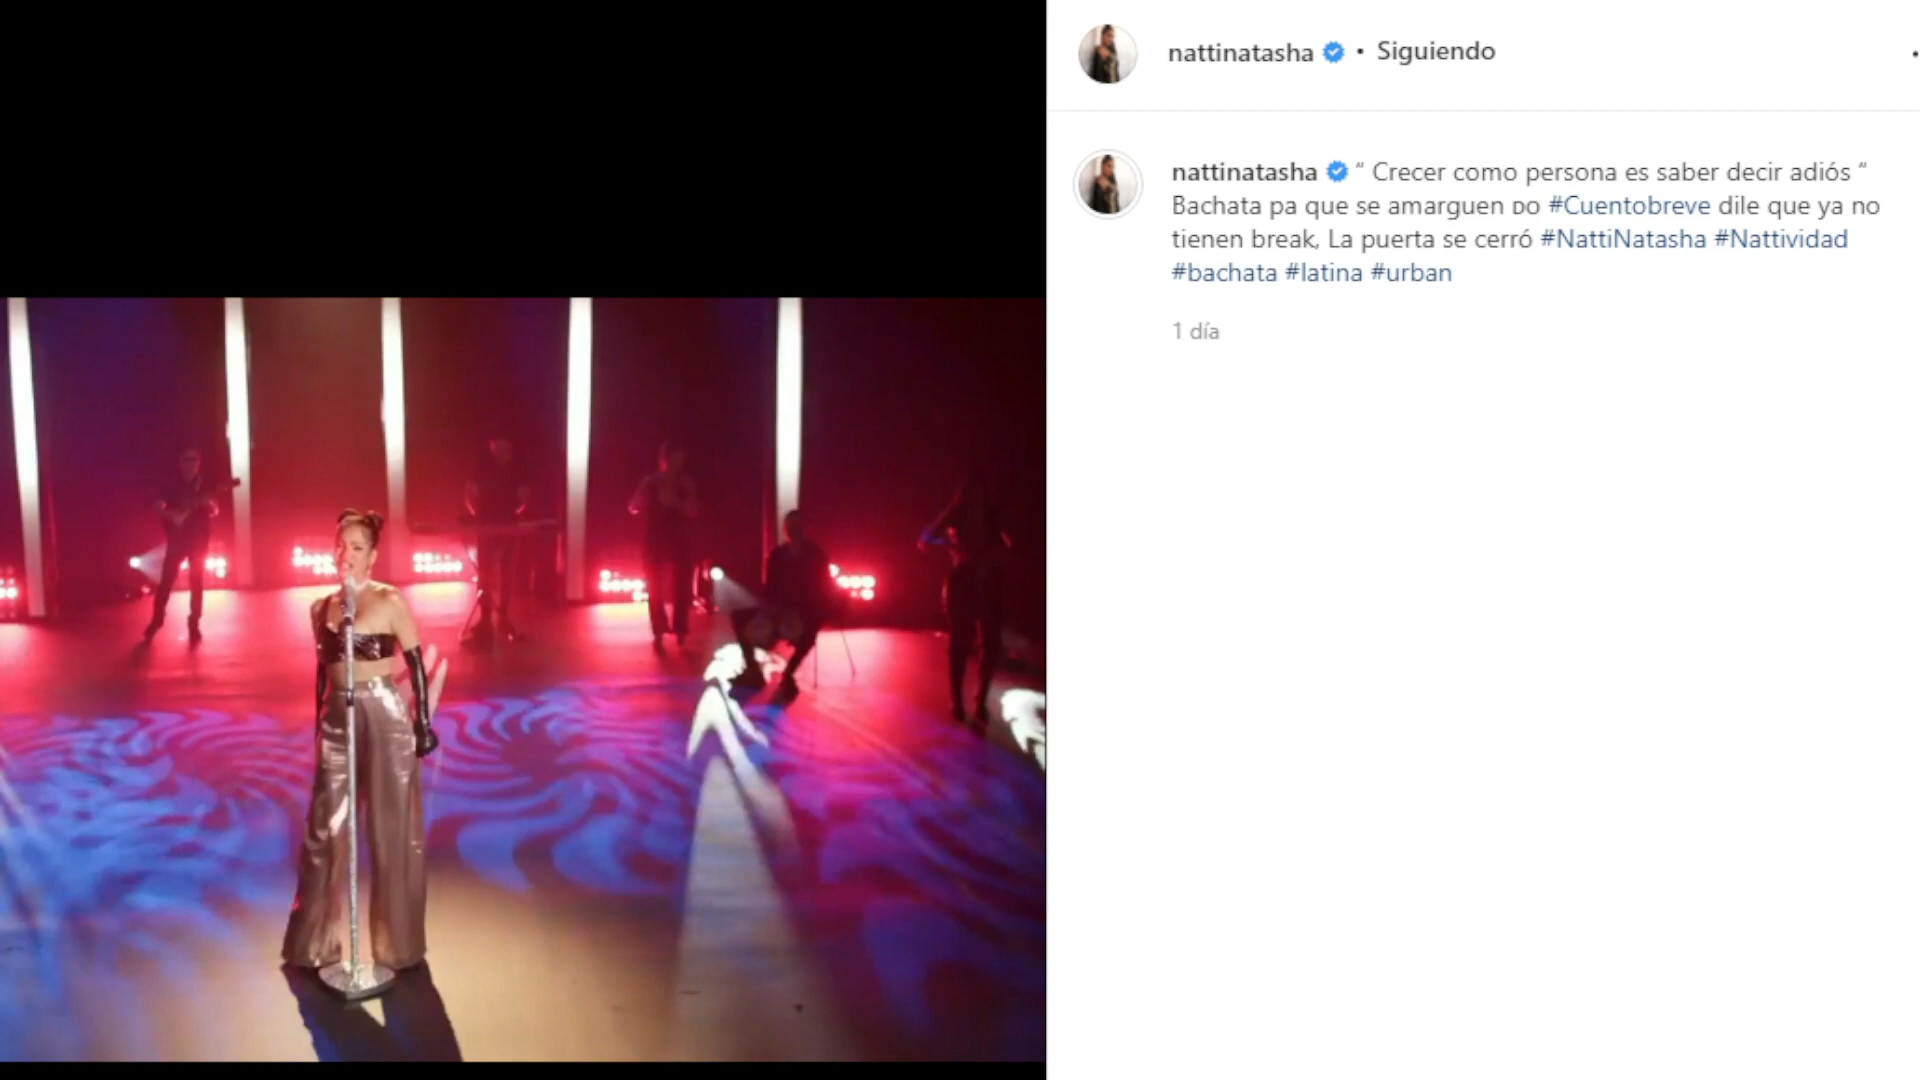 nattinatasha • Siguiendo
nattinatasha “ Crecer como persona es saber decir adiós “
Bachata pa que se amarguen ᴅo #Cuentobreve dile que ya no
tienen break, La puerta se cerró #NattiNatasha #Nattividad
#bachata #latina #urban
1 día